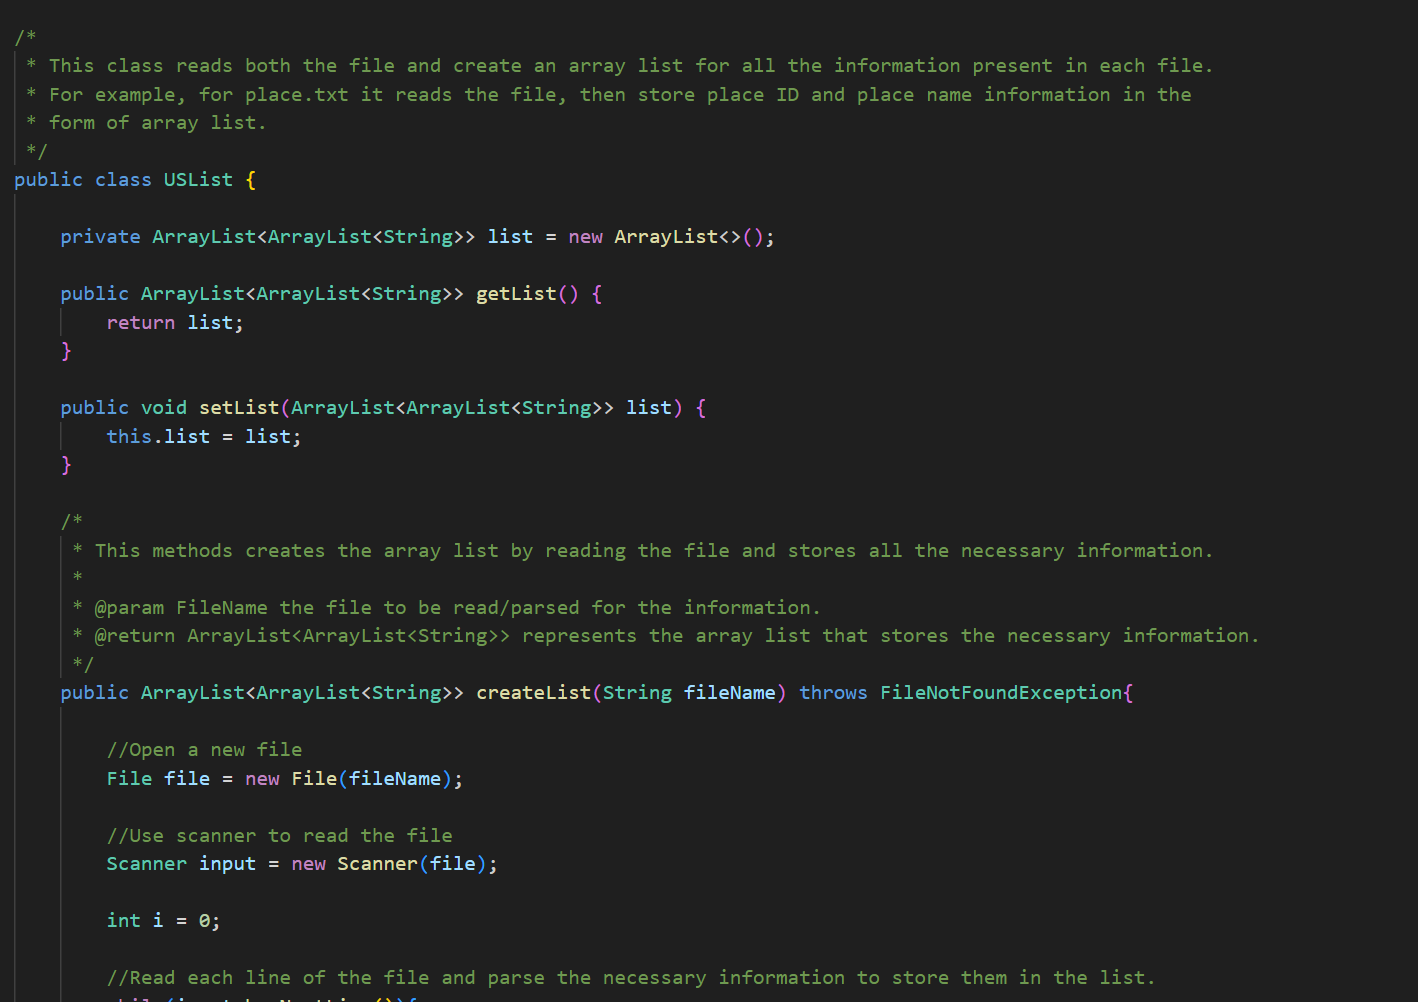 /*
* This class reads both the file and create an array list for all the information present in each file.
* For example, for place.txt it reads the file, then store place ID and place name information in the
* form of array list.
*/
public class USList {
private ArrayList<ArrayList<String>> list = new ArrayList<>();
public ArrayList<ArrayList<String>> getList() {
return list;
}
public void setList(ArrayList<ArrayList<String>> list) {
this.list = list;
}
/*
* This methods creates the array list by reading the file and stores all the necessary information.
*
* @param FileName the file to be read/parsed for the information.
* @return ArrayList<ArrayList<String>> represents the array list that stores the necessary information.
*/
public ArrayList<ArrayList<String>> createList(String fileName) throws FileNotFoundException{
//Open a new file
File file = new File(fileName);
//Use scanner to read the file
Scanner input = new Scanner(file);
int i = 0;
//Read each line of the file and parse the necessary information to store them in the list.